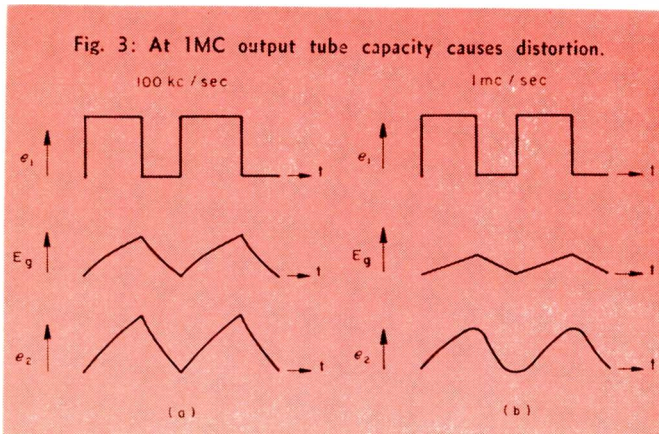 Fig. 3: At 1MC output tube capacity causes distortion.
100 kc / sec
1 mc / sec
e₁
t
e₁
t
Eg
t
Eg
t
e₂
t
e₂
t
(a)
(b)